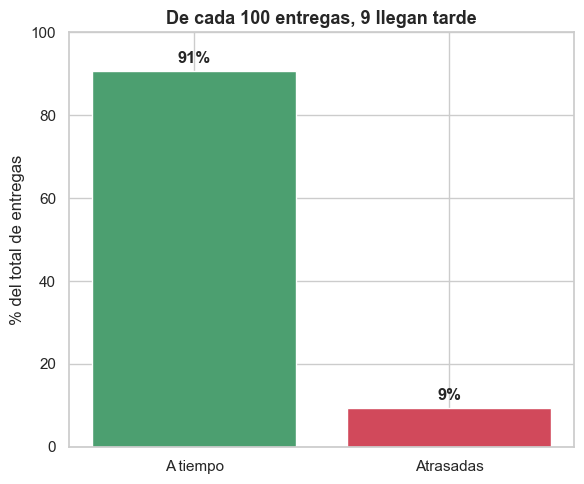 De cada 100 entregas, 9 llegan tarde
% del total de entregas
100
80
60
40
20
0
91%
9%
A tiempo
Atrasadas